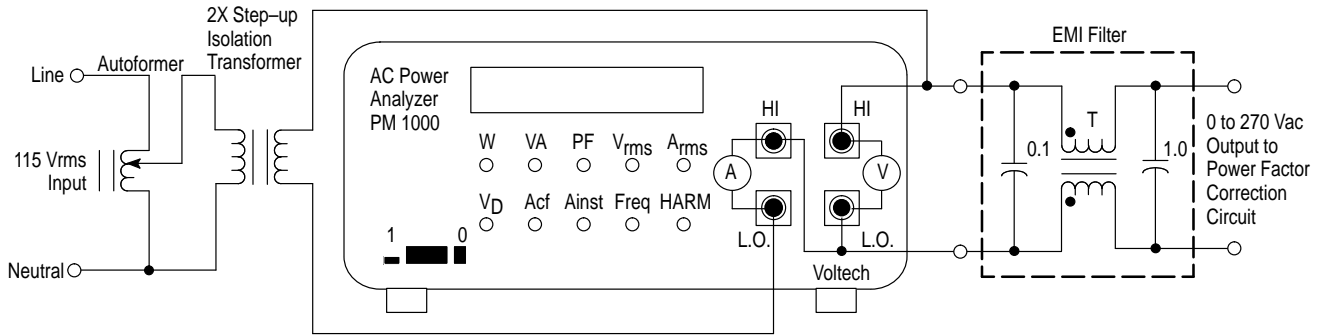 2X Step–up
Isolation
Transformer
Autoformer
Line
115 Vrms
Input
Neutral
AC Power
Analyzer
PM 1000
W VA PF Vrms Arms
VD Acf Ainst Freq HARM
1 0
HI HI
A V
L.O. L.O.
Voltech
EMI Filter
0.1
T
1.0
0 to 270 Vac
Output to
Power Factor
Correction
Circuit